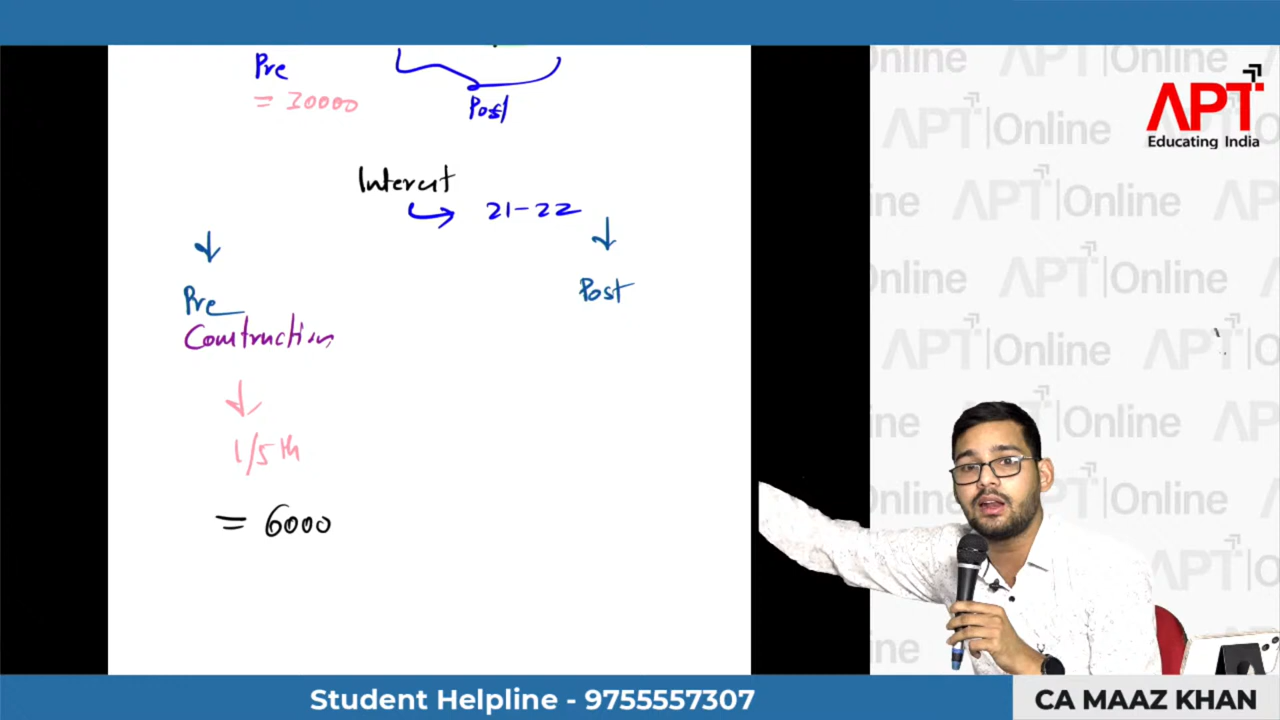 Pre
= 30000
Post
Interest
21-22
Pre
Construction
Post
1/5th
= 6000
APT
Educating India
APT|Online
Student Helpline - 9755557307
CA MAAZ KHAN